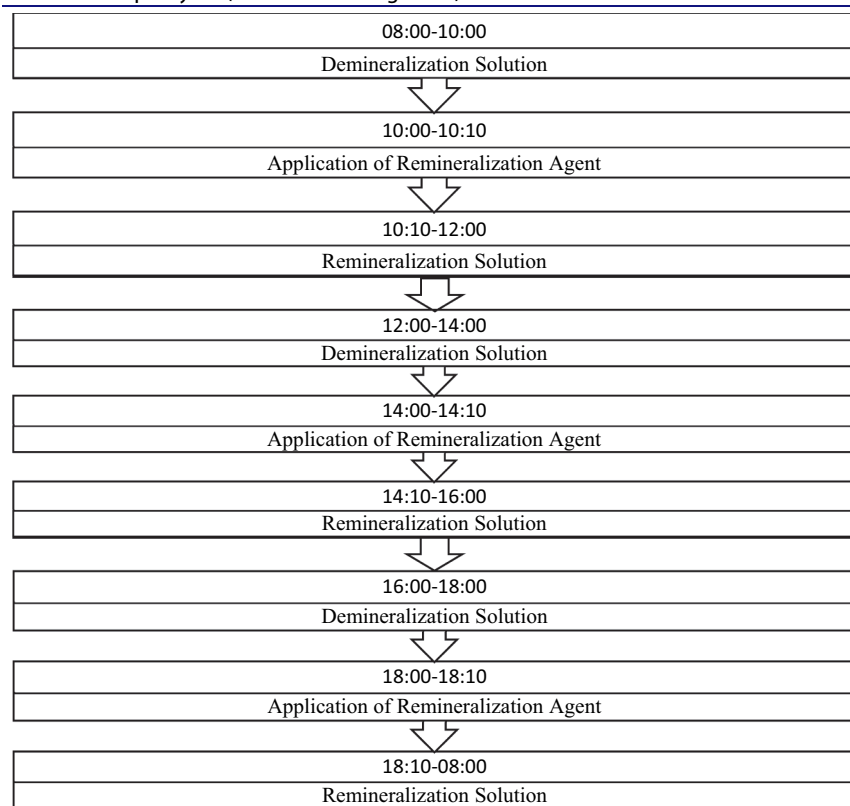 08:00-10:00
Demineralization Solution
10:00-10:10
Application of Remineralization Agent
10:10-12:00
Remineralization Solution
12:00-14:00
Demineralization Solution
14:00-14:10
Application of Remineralization Agent
14:10-16:00
Remineralization Solution
16:00-18:00
Demineralization Solution
18:00-18:10
Application of Remineralization Agent
18:10-08:00
Remineralization Solution